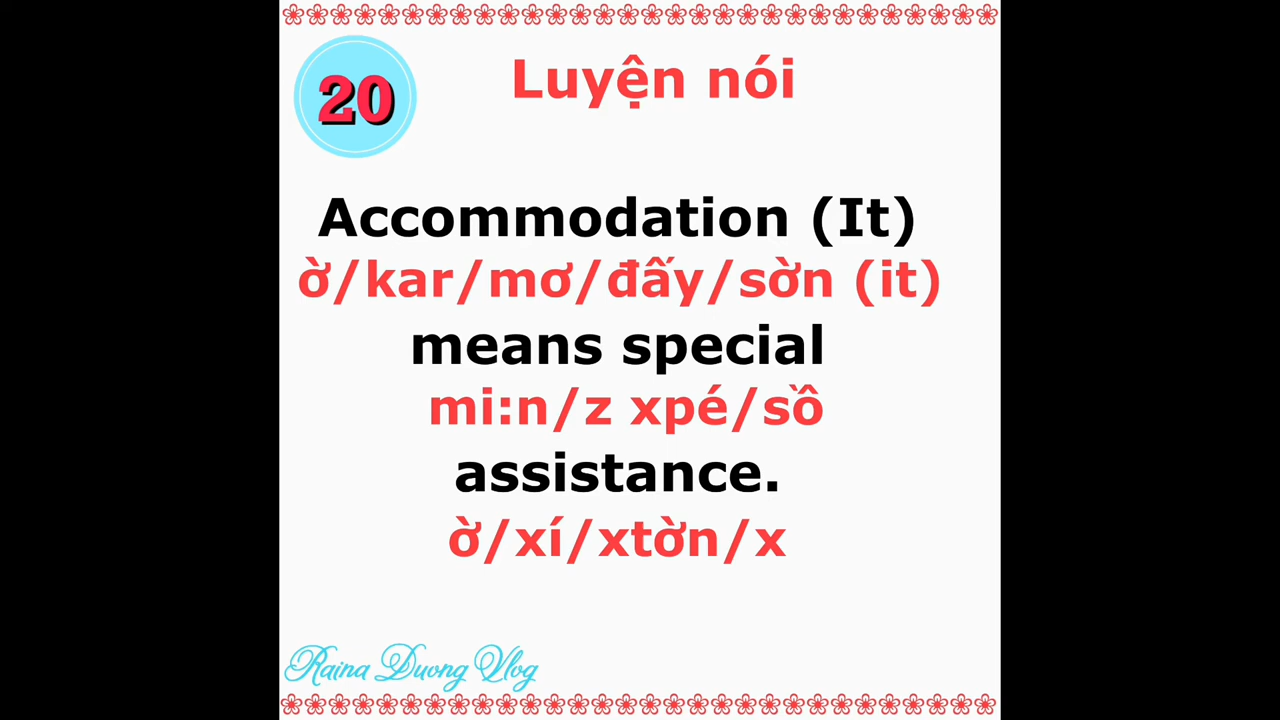 20
Luyện nói
Accommodation (It)
ờ/kar/mơ/đấy/sờn (it)
means special
mi:n/z xpé/sồ
assistance.
ờ/xí/xtờn/x
Raina Duong Vlog